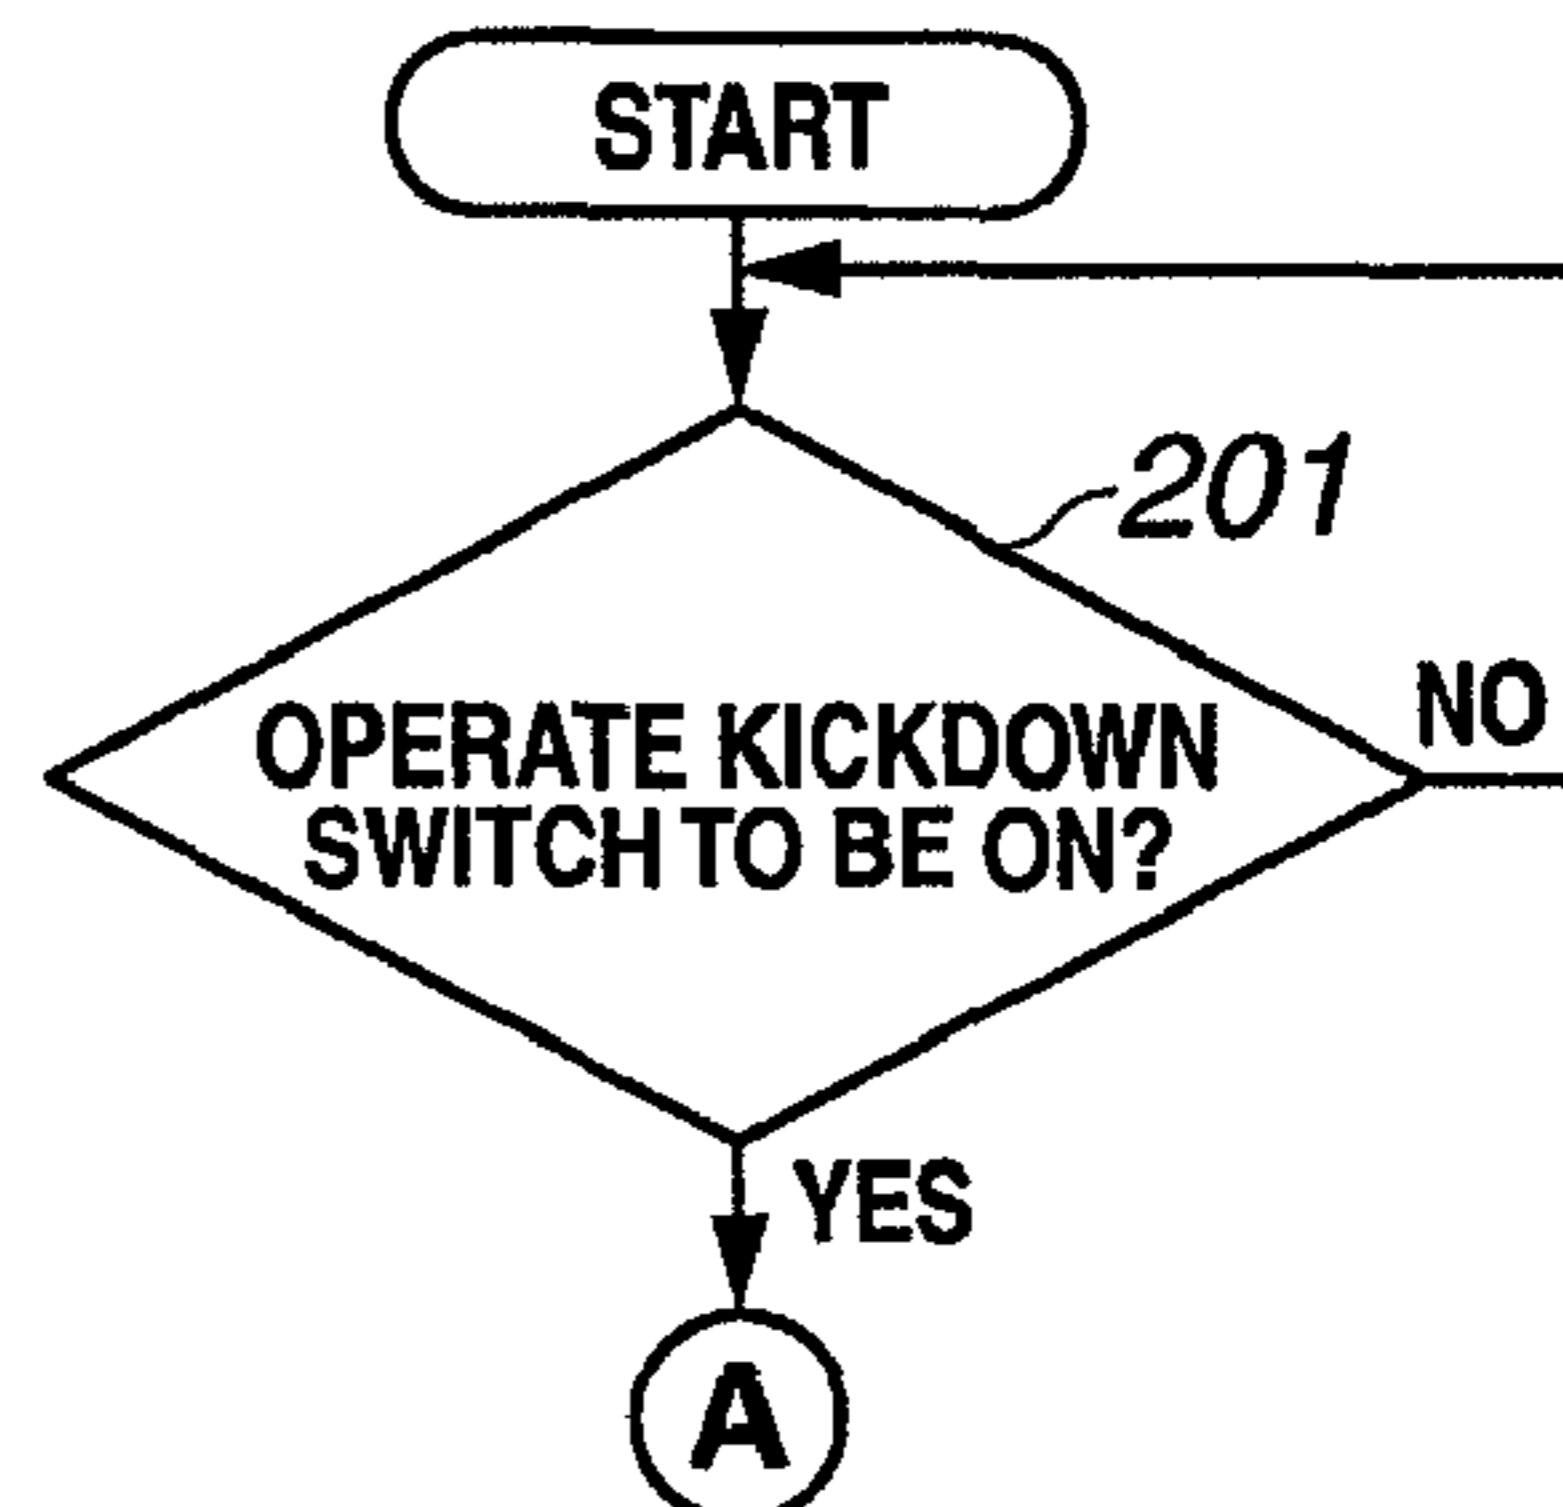 START
201
OPERATE KICKDOWN
SWITCH TO BE ON?
NO
YES
A